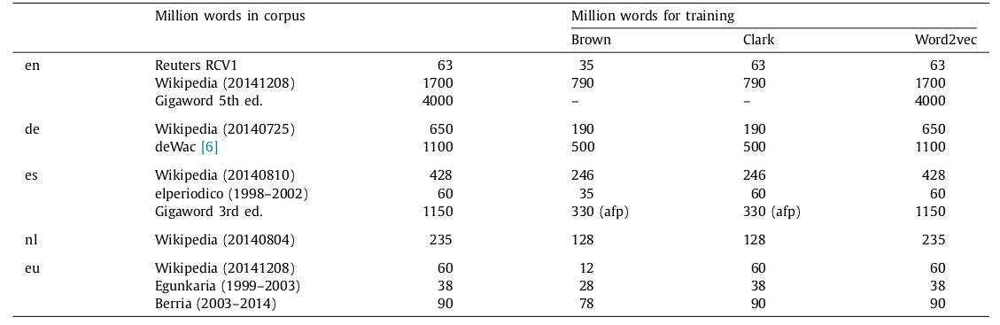 Million words in corpus Million words for training
Brown Clark Word2vec
en Reuters RCV1 63 35 63 63
Wikipedia (20141208) 1700 790 790 1700
Gigaword 5th ed. 4000 – – 4000
de Wikipedia (20140725) 650 190 190 650
deWac [6] 1100 500 500 1100
es Wikipedia (20140810) 428 246 246 428
elperiodico (1998–2002) 60 35 60 60
Gigaword 3rd ed. 1150 330 (afp) 330 (afp) 1150
nl Wikipedia (20140804) 235 128 128 235
eu Wikipedia (20141208) 60 12 60 60
Egunkaria (1999–2003) 38 28 38 38
Berria (2003–2014) 90 78 90 90